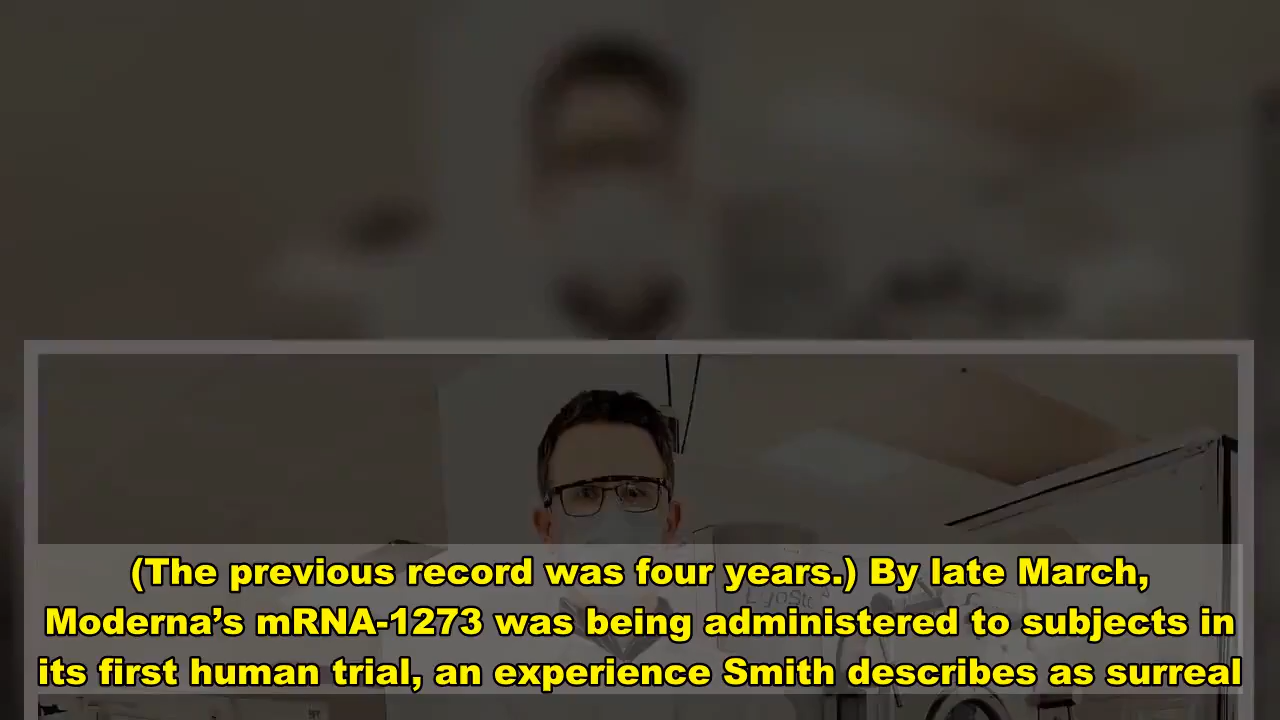 (The previous record was four years.) By late March,
Moderna’s mRNA-1273 was being administered to subjects in
its first human trial, an experience Smith describes as surreal